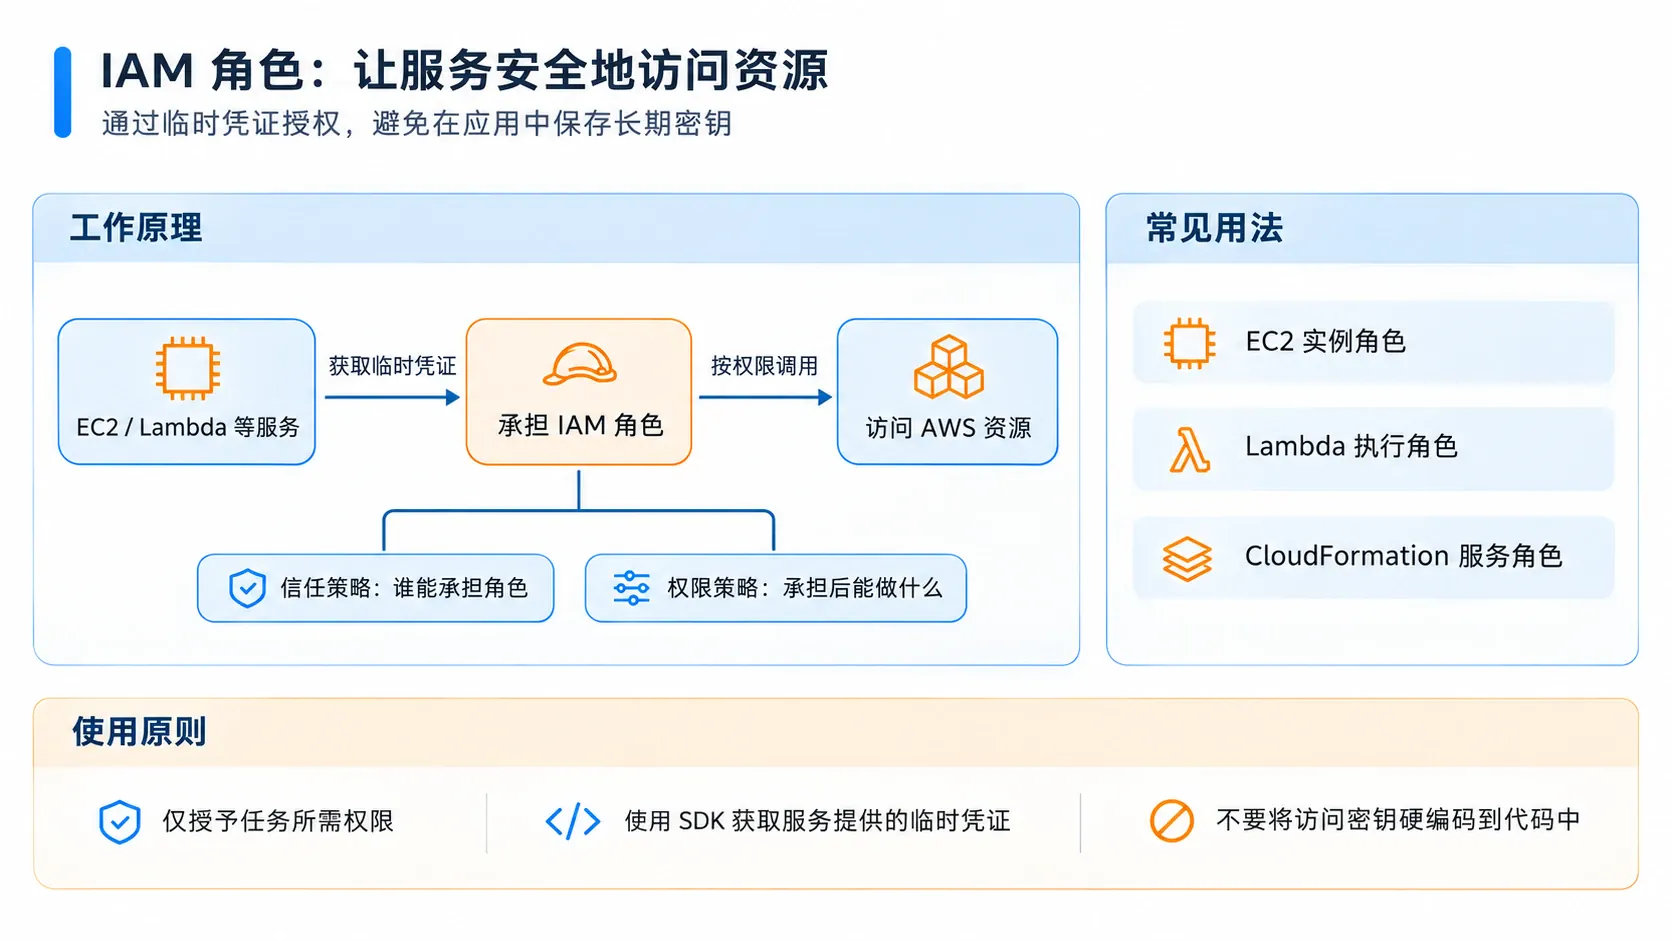 IAM 角色：让服务安全地访问资源
通过临时凭证授权，避免在应用中保存长期密钥
工作原理
EC2 / Lambda 等服务
获取临时凭证
承担 IAM 角色
按权限调用
访问 AWS 资源
信任策略：谁能承担角色
权限策略：承担后能做什么
常见用法
EC2 实例角色
Lambda 执行角色
CloudFormation 服务角色
使用原则
仅授予任务所需权限
使用 SDK 获取服务提供的临时凭证
不要将访问密钥硬编码到代码中